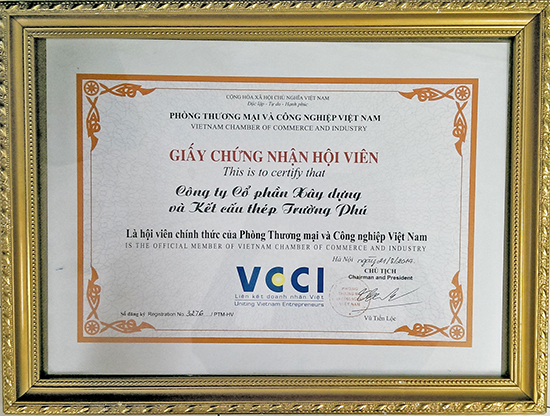 CỘNG HÒA XÃ HỘI CHỦ NGHĨA VIỆT NAM
Độc lập - Tự do - Hạnh phúc
PHÒNG THƯƠNG MẠI VÀ CÔNG NGHIỆP VIỆT NAM
VIETNAM CHAMBER OF COMMERCE AND INDUSTRY
GIẤY CHỨNG NHẬN HỘI VIÊN
This is to certify that
Công ty Cổ phần Xây dựng
và Kết cấu thép Trường Phú
Là hội viên chính thức của Phòng Thương mại và Công nghiệp Việt Nam
IS THE OFFICIAL MEMBER OF VIETNAM CHAMBER OF COMMERCE AND INDUSTRY
Hà Nội ngày
CHỦ TỊCH
Chairman and President
VCCI
Liên kết doanh nhân Việt
Uniting Vietnam Entrepreneurs
Số đăng ký Registration No 3276 /PTM-HV
Vũ Tiến Lộc